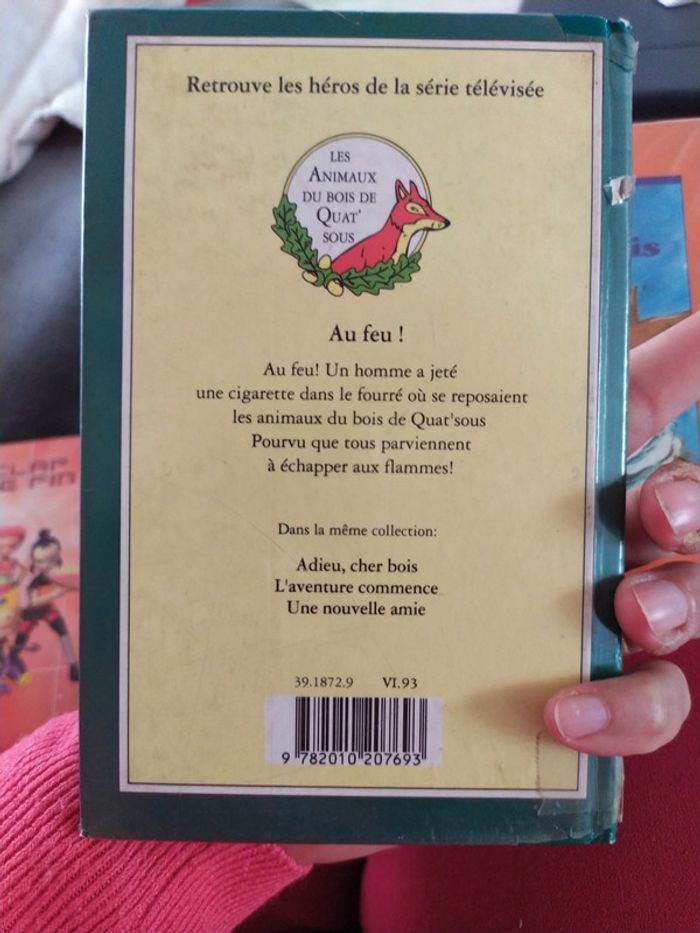 Retrouve les héros de la série télévisée
LES
ANIMAUX
DU BOIS DE
QUAT'
SOUS
Au feu !
Au feu! Un homme a jeté
une cigarette dans le fourré où se reposaient
les animaux du bois de Quat'sous
Pourvu que tous parviennent
à échapper aux flammes!
Dans la même collection:
Adieu, cher bois
L'aventure commence
Une nouvelle amie
39.1872.9 VI.93
9 782010 207693
CLAP
E FIN
is